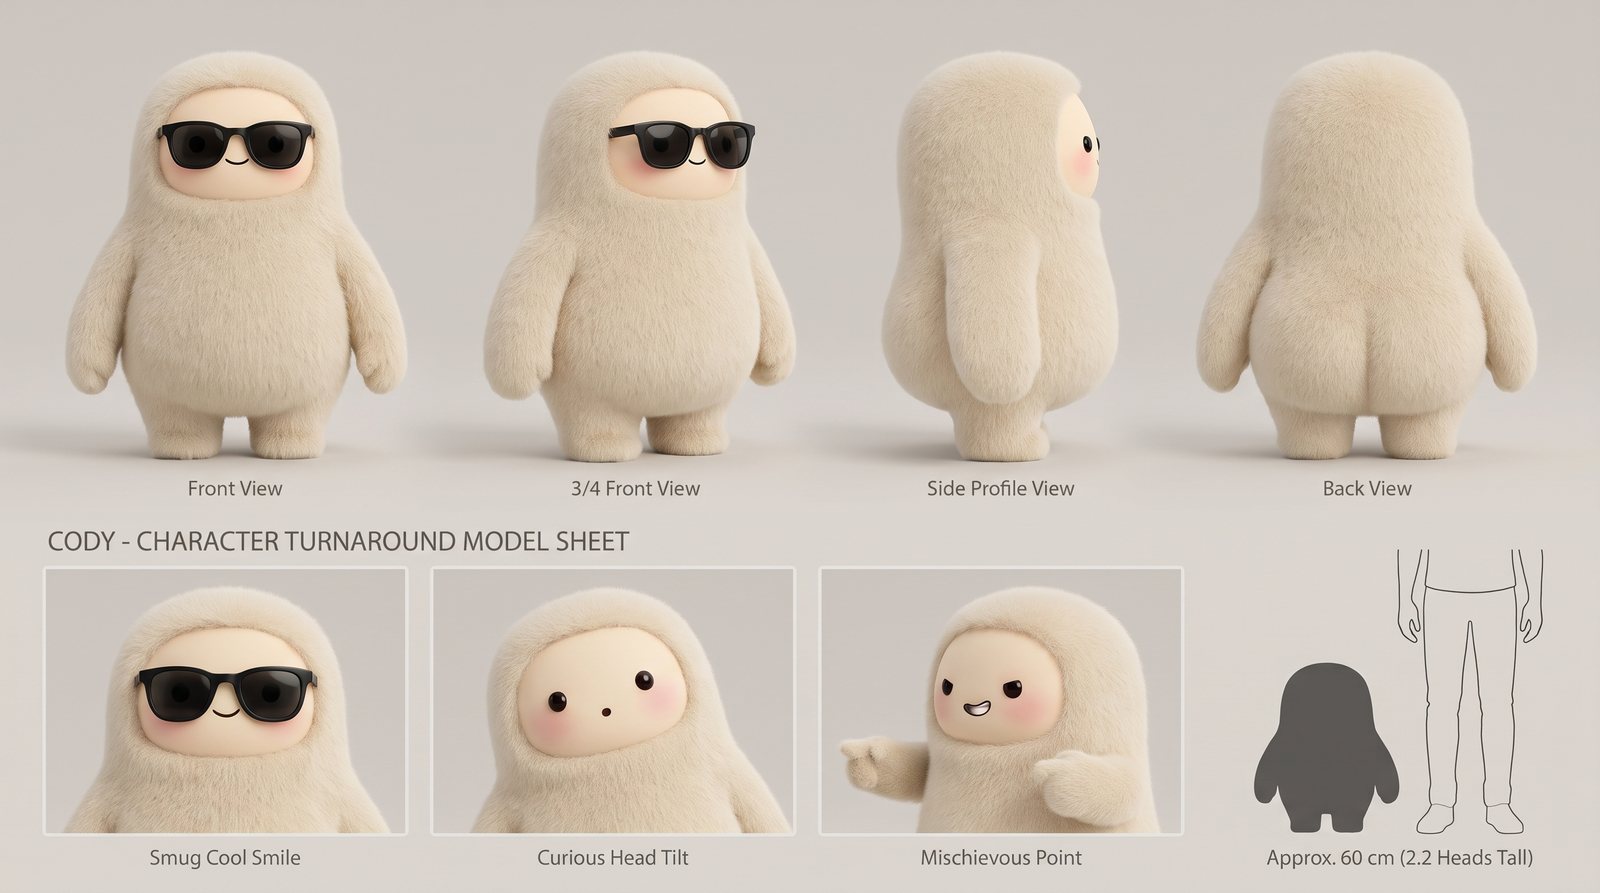 Front View
3/4 Front View
Side Profile View
Back View
CODY - CHARACTER TURNAROUND MODEL SHEET
Smug Cool Smile
Curious Head Tilt
Mischievous Point
Approx. 60 cm (2.2 Heads Tall)